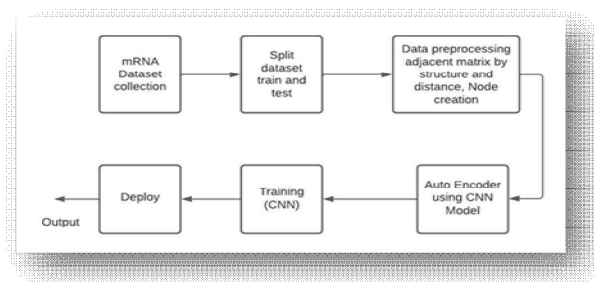 mRNA
Dataset
collection
Split
dataset
train and
test
Data preprocessing
adjacent matrix by
structure and
distance, Node
creation
Auto Encoder
using CNN
Model
Training
(CNN)
Deploy
Output